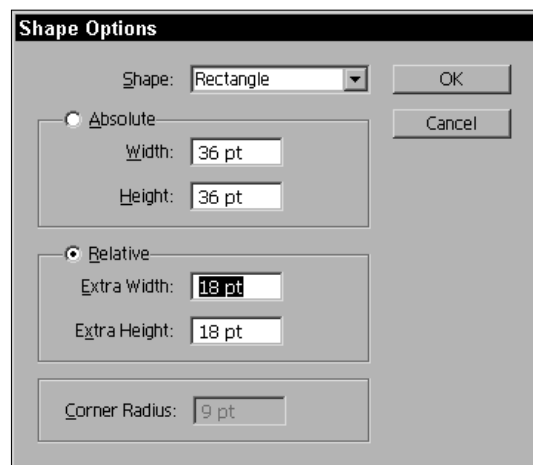 Shape Options
Shape: Rectangle OK
Absolute Cancel
Width: 36 pt
Height: 36 pt
Relative
Extra Width: 18 pt
Extra Height: 18 pt
Corner Radius: 9 pt